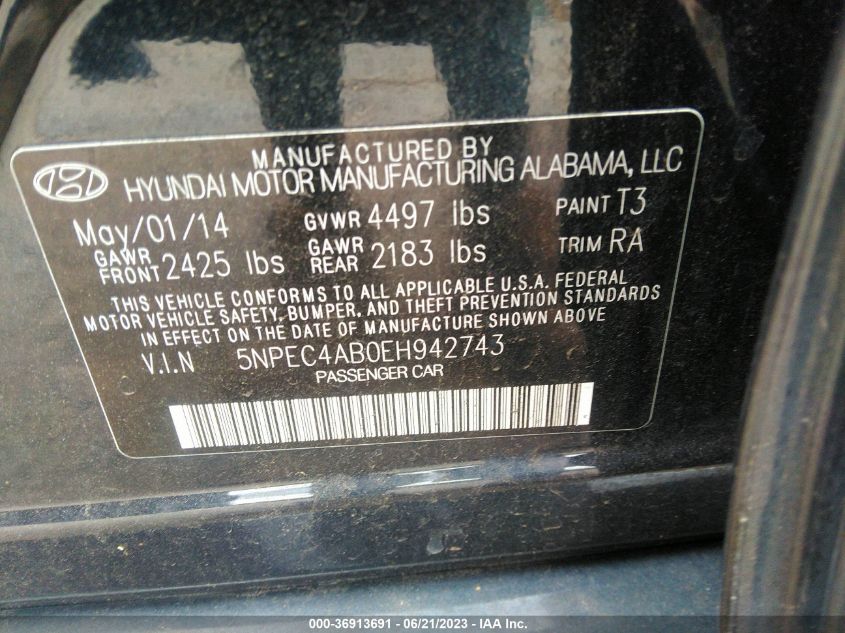 MANUFACTURED BY
HYUNDAI MOTOR MANUFACTURING ALABAMA, LLC
May/01/14 GVWR 4497 lbs PAINT T3
GAWR FRONT 2425 lbs GAWR REAR 2183 lbs TRIM RA
THIS VEHICLE CONFORMS TO ALL APPLICABLE U.S.A. FEDERAL
MOTOR VEHICLE SAFETY, BUMPER, AND THEFT PREVENTION STANDARDS
IN EFFECT ON THE DATE OF MANUFACTURE SHOWN ABOVE
V.I.N 5NPEC4AB0EH942743
PASSENGER CAR
000-36913691 - 06/21/2023 - IAA Inc.